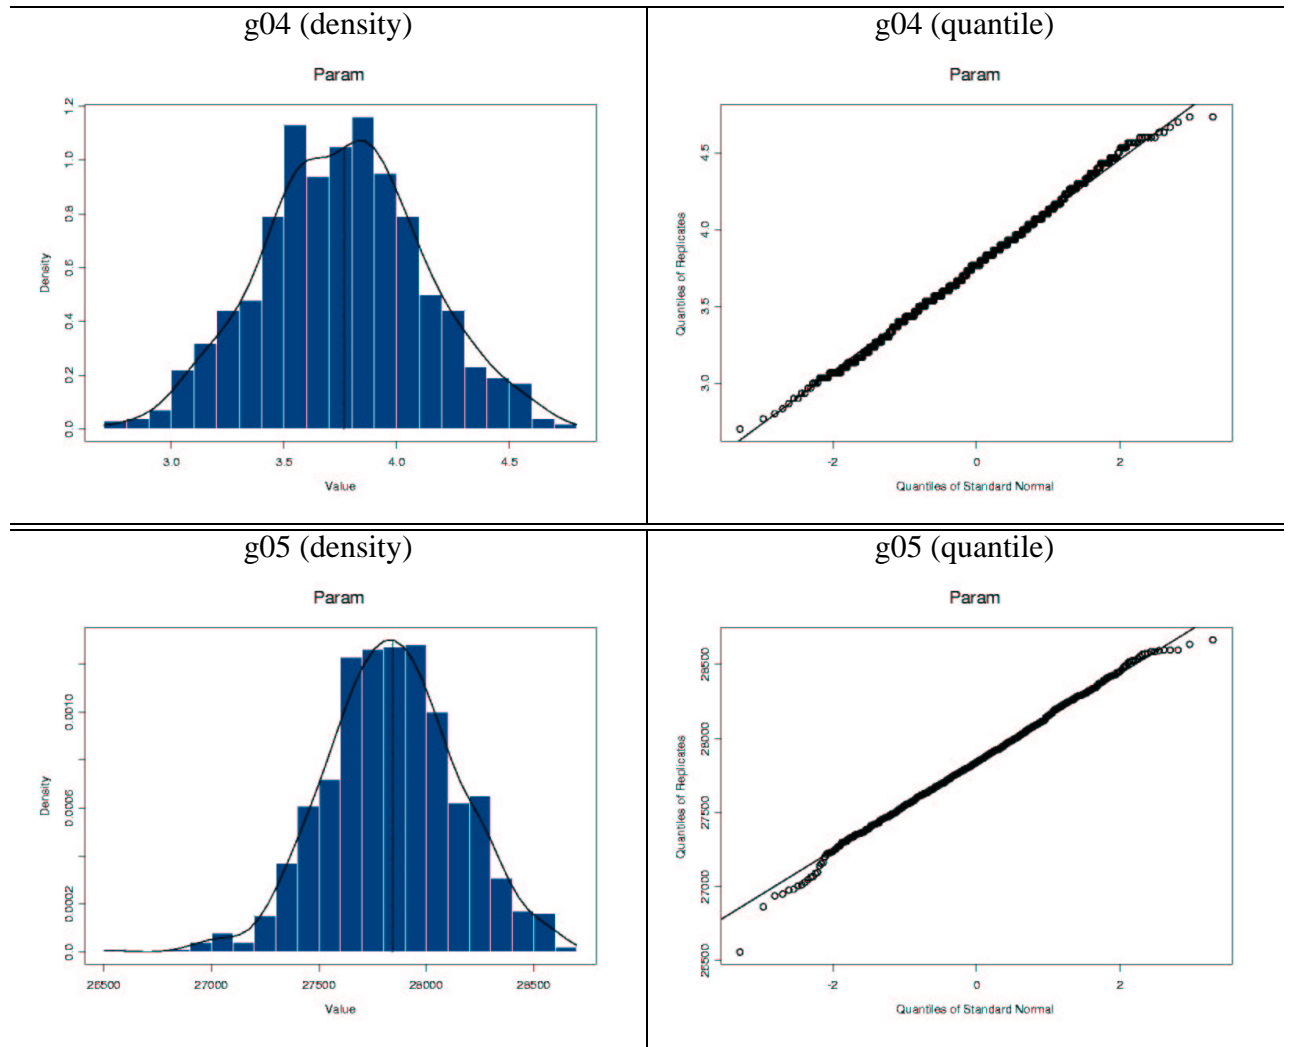 g04 (density)
g04 (quantile)
Param
Density
0.0 0.2 0.4 0.6 0.8 1.0 1.2
3.0 3.5 4.0 4.5
Value
Param
Quantiles of Replicates
3.0 3.5 4.0 4.5
-2 0 2
Quantiles of Standard Normal
g05 (density)
g05 (quantile)
Param
Density
0.0 0.0002 0.0006 0.0010
26500 27000 27500 28000 28500
Value
Param
Quantiles of Replicates
26500 27000 27500 28000 28500
-2 0 2
Quantiles of Standard Normal